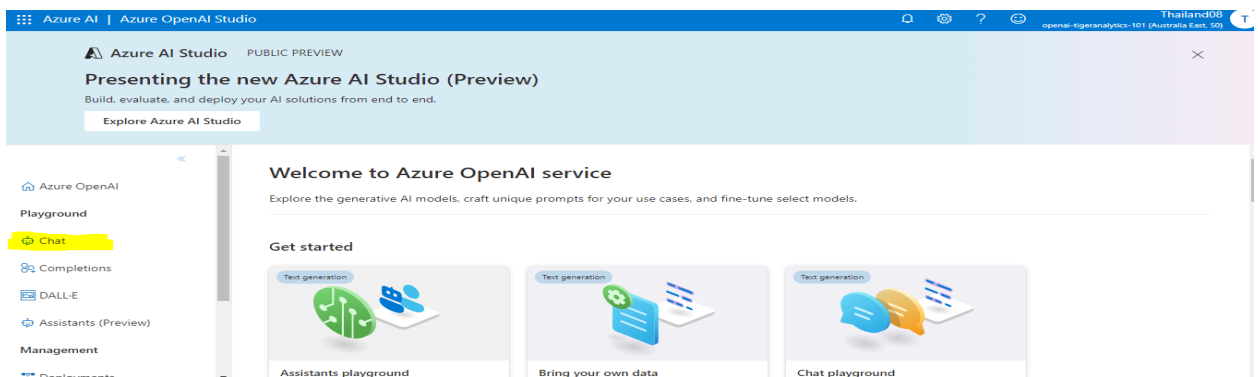 Azure AI | Azure OpenAI Studio
Thailand08
openai-tigeranalytics-101 (Australia East, S0)
T
Azure AI Studio PUBLIC PREVIEW
Presenting the new Azure AI Studio (Preview)
Build, evaluate, and deploy your AI solutions from end to end.
Explore Azure AI Studio
Azure OpenAI
Playground
Chat
Completions
DALL·E
Assistants (Preview)
Management
Deployments
Welcome to Azure OpenAI service
Explore the generative AI models, craft unique prompts for your use cases, and fine-tune select models.
Get started
Text generation
Assistants playground
Text generation
Bring your own data
Text generation
Chat playground